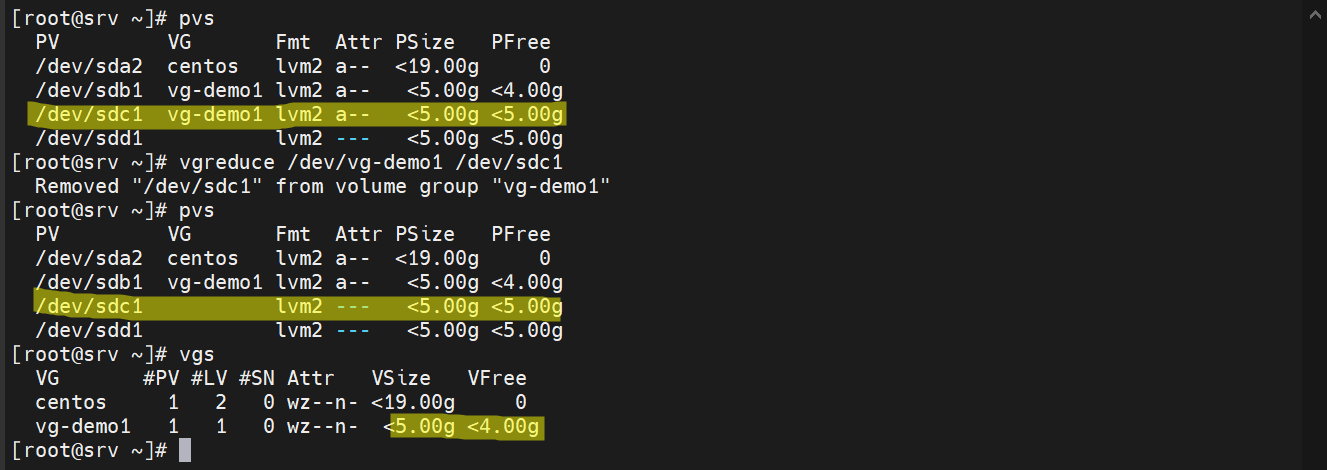 [root@srv ~]# pvs
  PV         VG       Fmt  Attr PSize   PFree
  /dev/sda2  centos   lvm2 a--  <19.00g      0
  /dev/sdb1  vg-demo1 lvm2 a--   <5.00g <4.00g
  /dev/sdc1  vg-demo1 lvm2 a--   <5.00g <5.00g
  /dev/sdd1           lvm2 ---   <5.00g <5.00g
[root@srv ~]# vgreduce /dev/vg-demo1 /dev/sdc1
  Removed "/dev/sdc1" from volume group "vg-demo1"
[root@srv ~]# pvs
  PV         VG       Fmt  Attr PSize   PFree
  /dev/sda2  centos   lvm2 a--  <19.00g      0
  /dev/sdb1  vg-demo1 lvm2 a--   <5.00g <4.00g
  /dev/sdc1           lvm2 ---   <5.00g <5.00g
  /dev/sdd1           lvm2 ---   <5.00g <5.00g
[root@srv ~]# vgs
  VG       #PV #LV #SN Attr   VSize   VFree
  centos     1   2   0 wz--n- <19.00g      0
  vg-demo1   1   1   0 wz--n-  <5.00g <4.00g
[root@srv ~]#